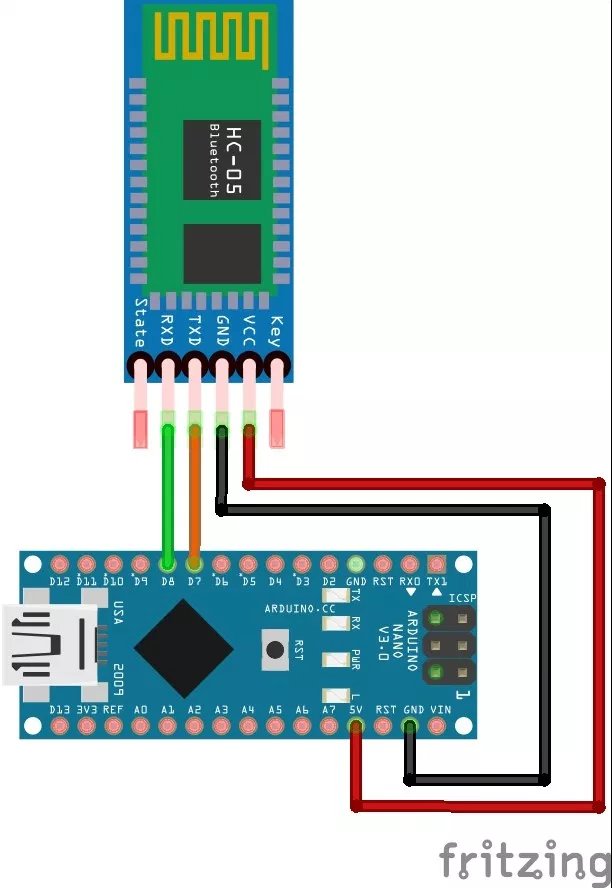 HC-05
Bluetooth
State RXD TXD GND VCC Key
D12 D11 D10 D9 D8 D7 D6 D5 D4 D3 D2 GND RST RX0 TX1
ICSP
ARDUINO.CC
TX
RX
PWR
L
RST
USA
2009
ARDUINO
NANO
V3.0
1
D13 3V3 REF A0 A1 A2 A3 A4 A5 A6 A7 5V RST GND VIN
fritzing